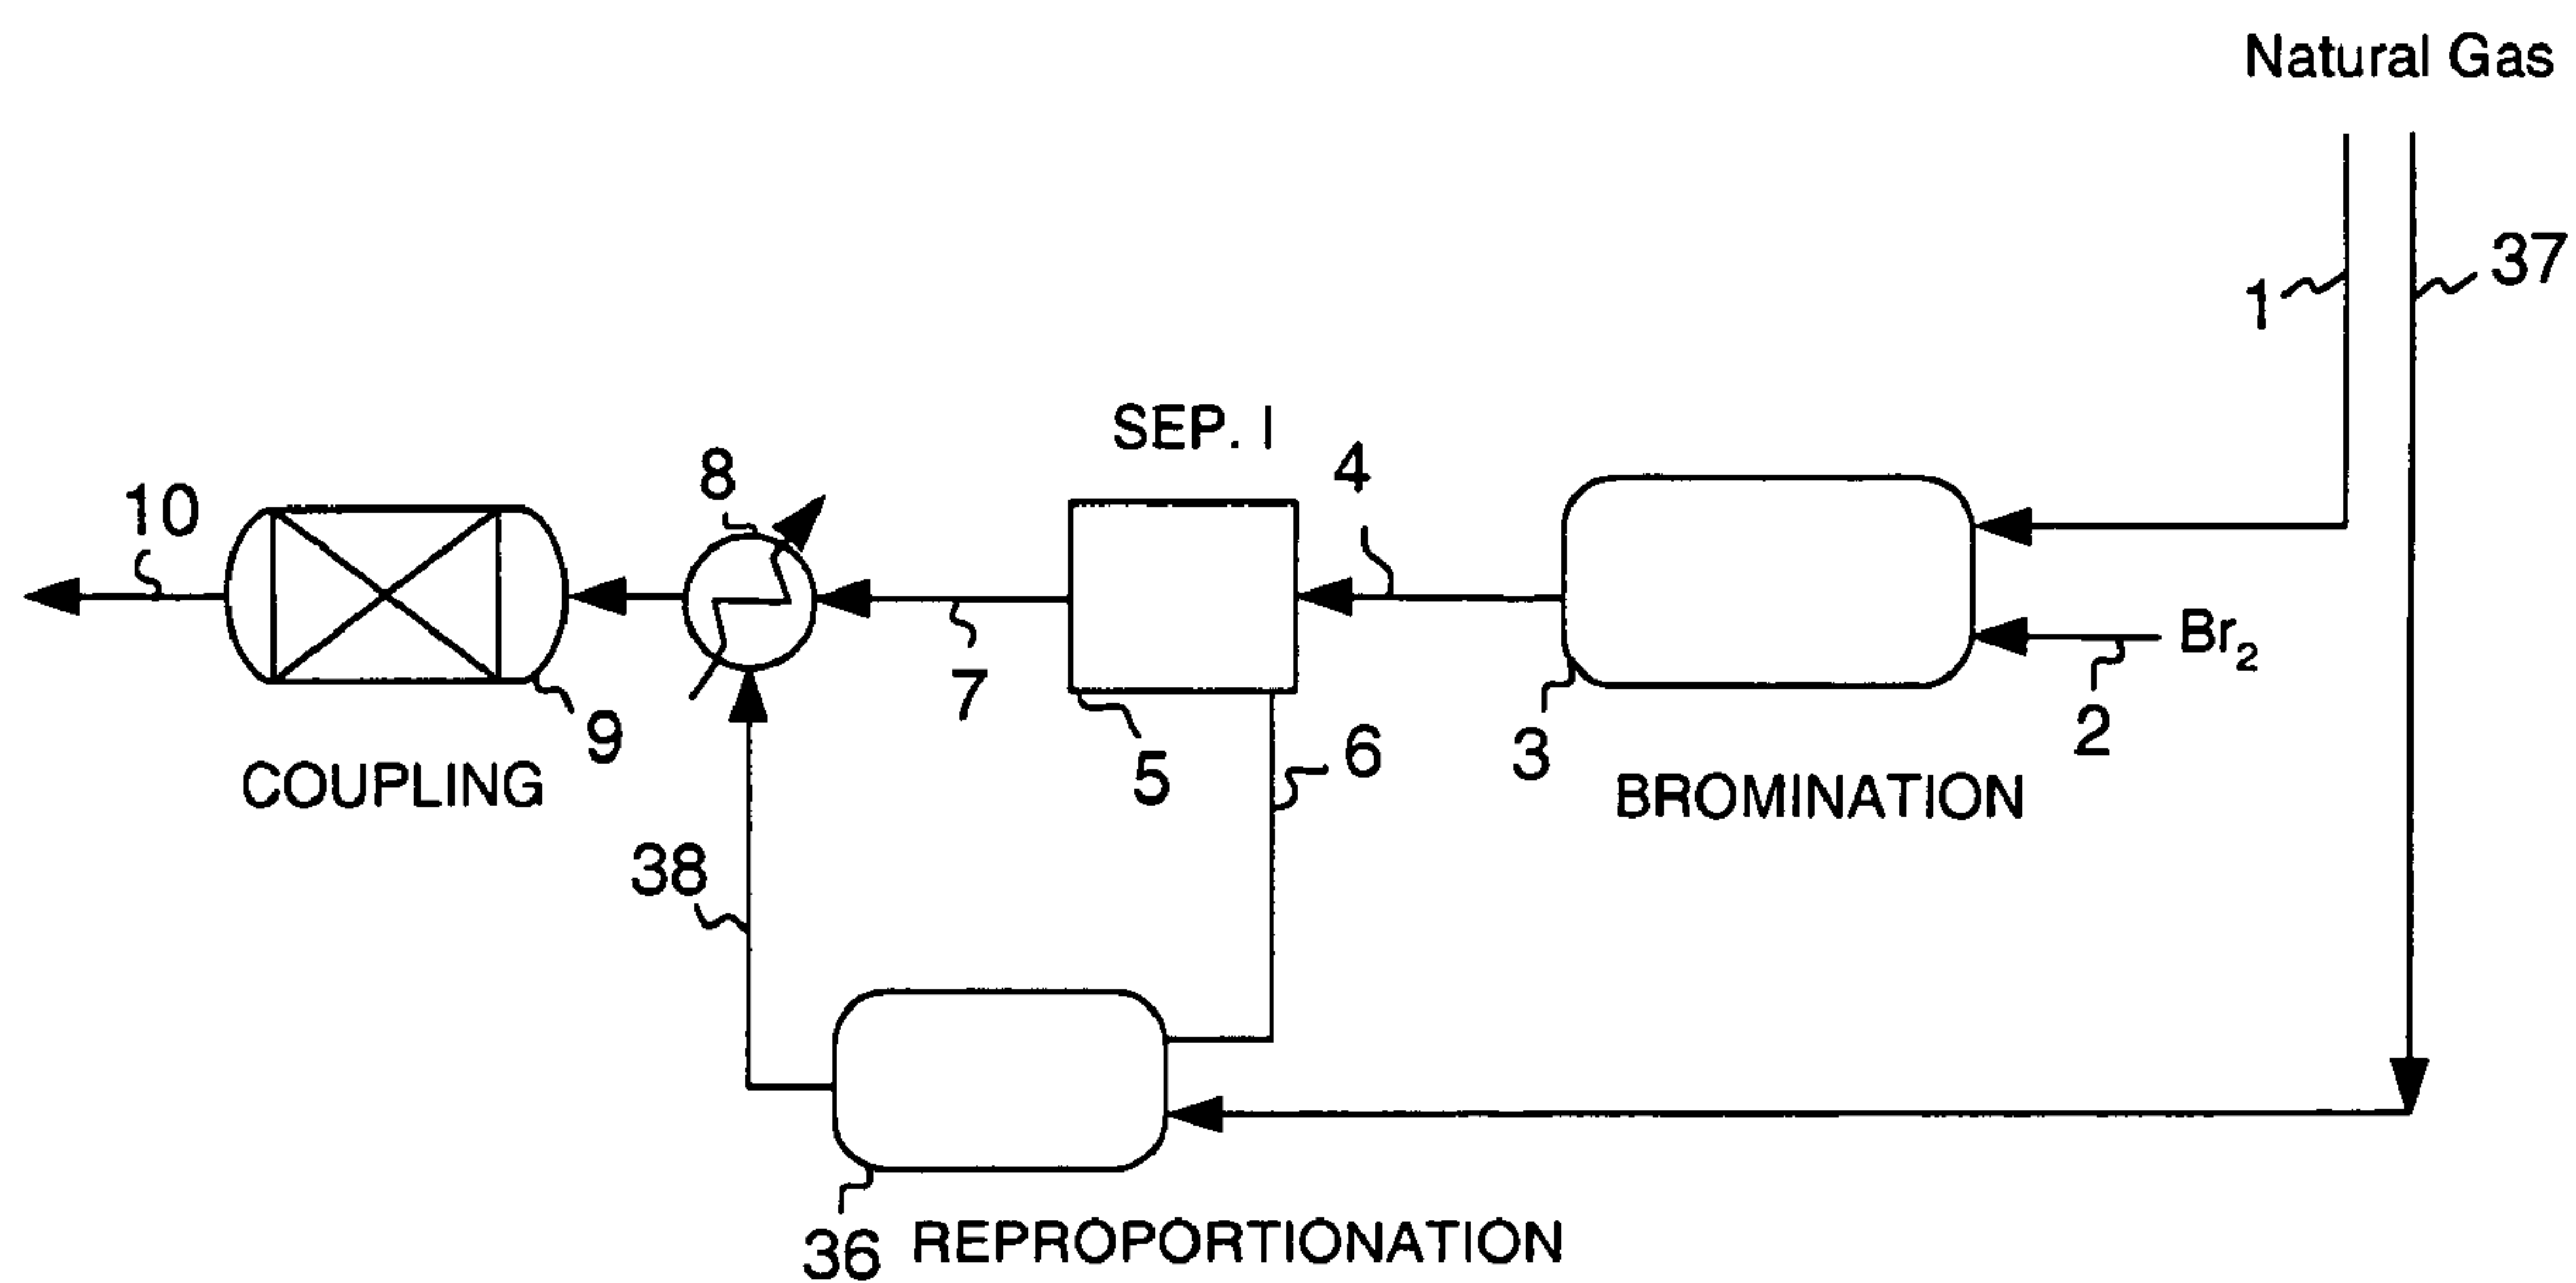 Natural Gas
37
1
SEP. I
8
4
10
Br₂
7
9
5
6
3
2
COUPLING
BROMINATION
38
36
REPROPORTIONATION